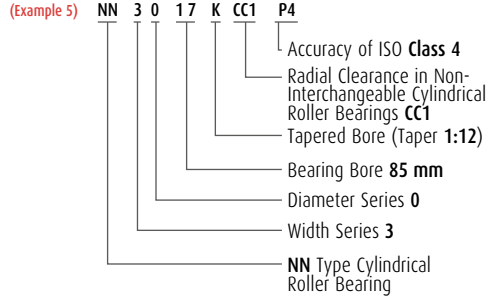 (Example 5) NN 3 0 17 K CC1 P4
Accuracy of ISO Class 4
Radial Clearance in Non-
Interchangeable Cylindrical
Roller Bearings CC1
Tapered Bore (Taper 1:12)
Bearing Bore 85 mm
Diameter Series 0
Width Series 3
NN Type Cylindrical
Roller Bearing